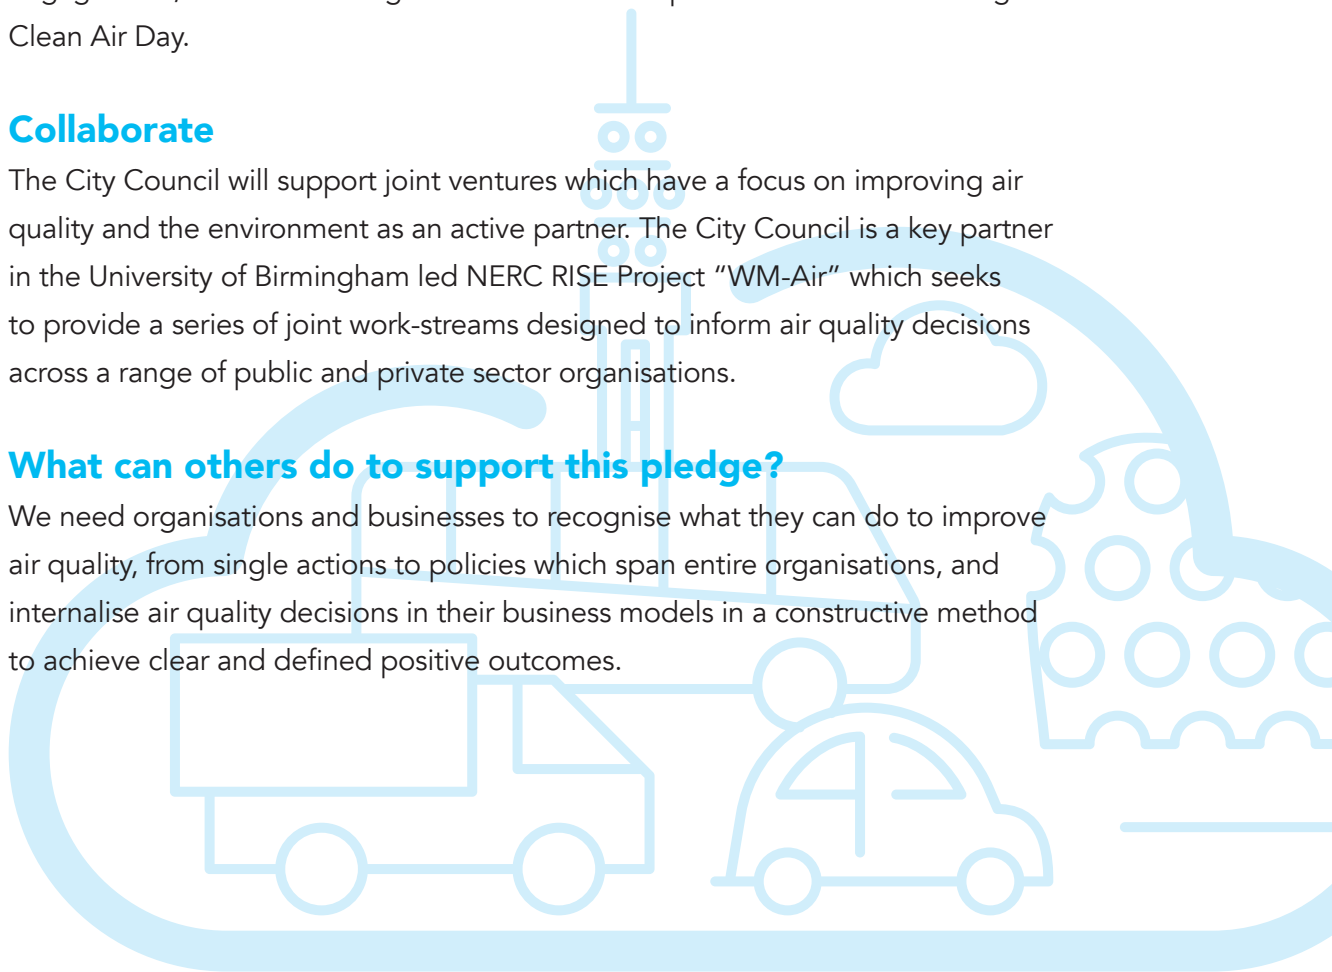 Clean Air Day.
Collaborate
The City Council will support joint ventures which have a focus on improving air
quality and the environment as an active partner. The City Council is a key partner
in the University of Birmingham led NERC RISE Project “WM-Air” which seeks
to provide a series of joint work-streams designed to inform air quality decisions
across a range of public and private sector organisations.
What can others do to support this pledge?
We need organisations and businesses to recognise what they can do to improve
air quality, from single actions to policies which span entire organisations, and
internalise air quality decisions in their business models in a constructive method
to achieve clear and defined positive outcomes.